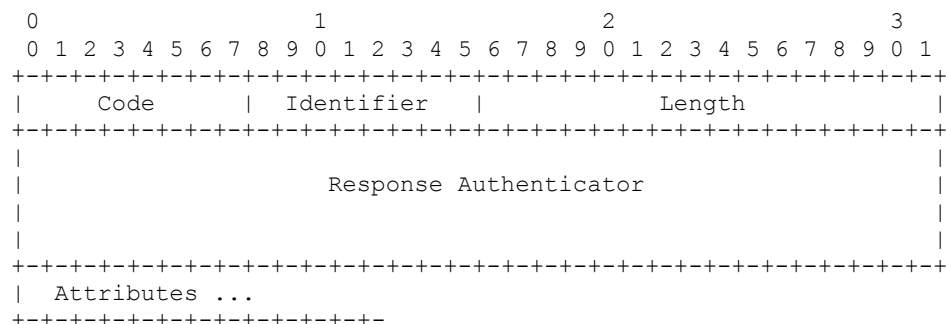 0                   1                   2                   3
 0 1 2 3 4 5 6 7 8 9 0 1 2 3 4 5 6 7 8 9 0 1 2 3 4 5 6 7 8 9 0 1
+-+-+-+-+-+-+-+-+-+-+-+-+-+-+-+-+-+-+-+-+-+-+-+-+-+-+-+-+-+-+-+-+
|     Code      |  Identifier   |            Length             |
+-+-+-+-+-+-+-+-+-+-+-+-+-+-+-+-+-+-+-+-+-+-+-+-+-+-+-+-+-+-+-+-+
|                                                               |
|                     Response Authenticator                    |
|                                                               |
|                                                               |
+-+-+-+-+-+-+-+-+-+-+-+-+-+-+-+-+-+-+-+-+-+-+-+-+-+-+-+-+-+-+-+-+
|  Attributes ...
+-+-+-+-+-+-+-+-+-+-+-+-+-